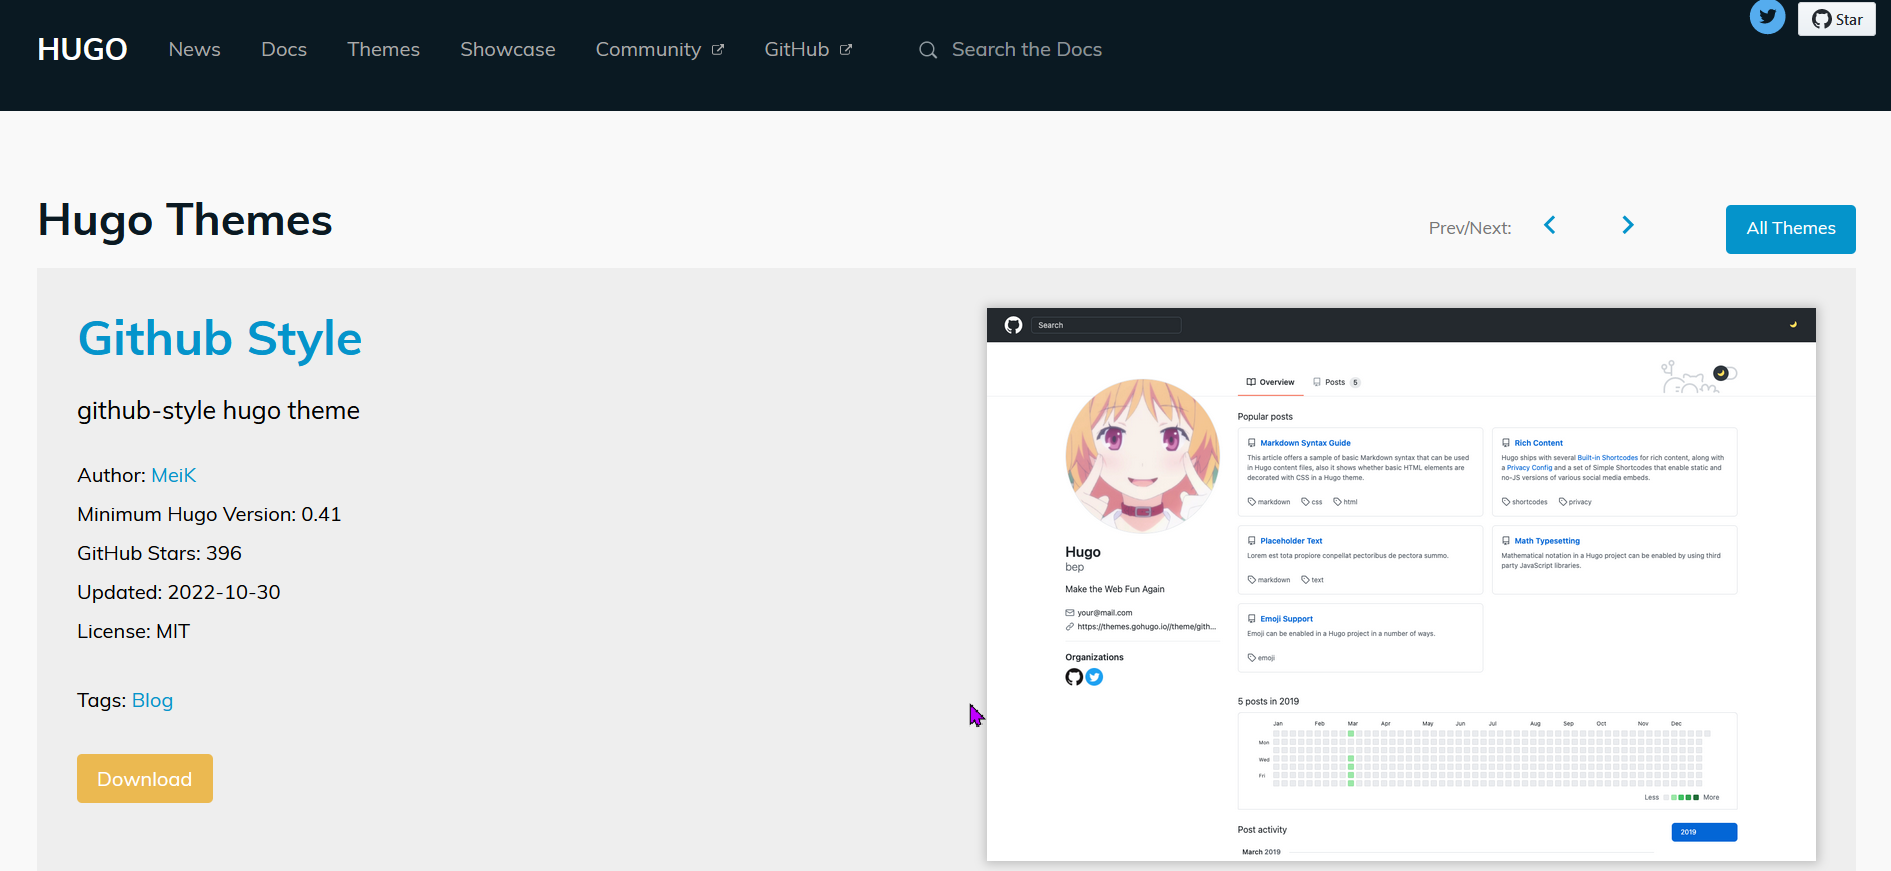 HUGO News Docs Themes Showcase Community GitHub Search the Docs Star
Hugo Themes
Prev/Next: All Themes
Github Style
github-style hugo theme
Author: MeiK
Minimum Hugo Version: 0.41
GitHub Stars: 396
Updated: 2022-10-30
License: MIT
Tags: Blog
Download
Search
Overview Posts 5
Popular posts
Markdown Syntax Guide
This article offers a sample of basic Markdown syntax that can be used
in Hugo content files, also it shows whether basic HTML elements are
decorated with CSS in a Hugo theme.
markdown css html
Rich Content
Hugo ships with several Built-in Shortcodes for rich content, along with
a Privacy Config and a set of Simple Shortcodes that enable static and
no-JS versions of various social media embeds.
shortcodes privacy
Placeholder Text
Lorem est tota propiore conpellat pectoribus de pectora summo.
markdown text
Math Typesetting
Mathematical notation in a Hugo project can be enabled by using third
party JavaScript libraries.
Emoji Support
Emoji can be enabled in a Hugo project in a number of ways.
emoji
Hugo
bep
Make the Web Fun Again
your@mail.com
https://themes.gohugo.io//theme/gith...
Organizations
5 posts in 2019
Jan Feb Mar Apr May Jun Jul Aug Sep Oct Nov Dec
Mon
Wed
Fri
Less More
Post activity
2019
March 2019